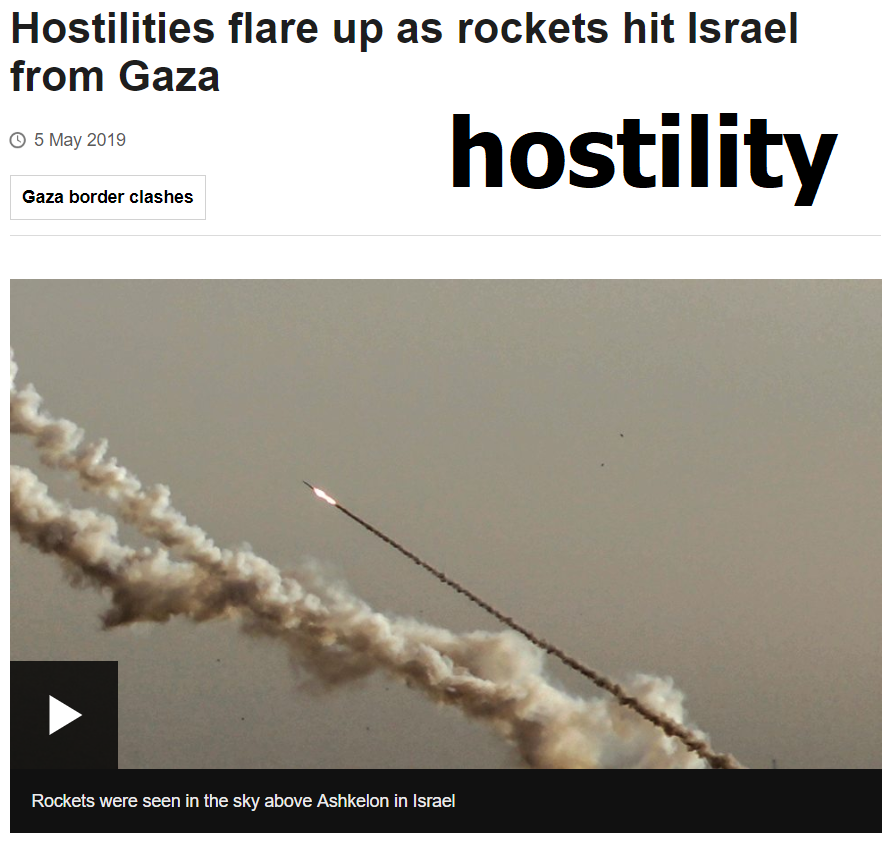 Hostilities flare up as rockets hit Israel
from Gaza
5 May 2019
hostility
Gaza border clashes
Rockets were seen in the sky above Ashkelon in Israel